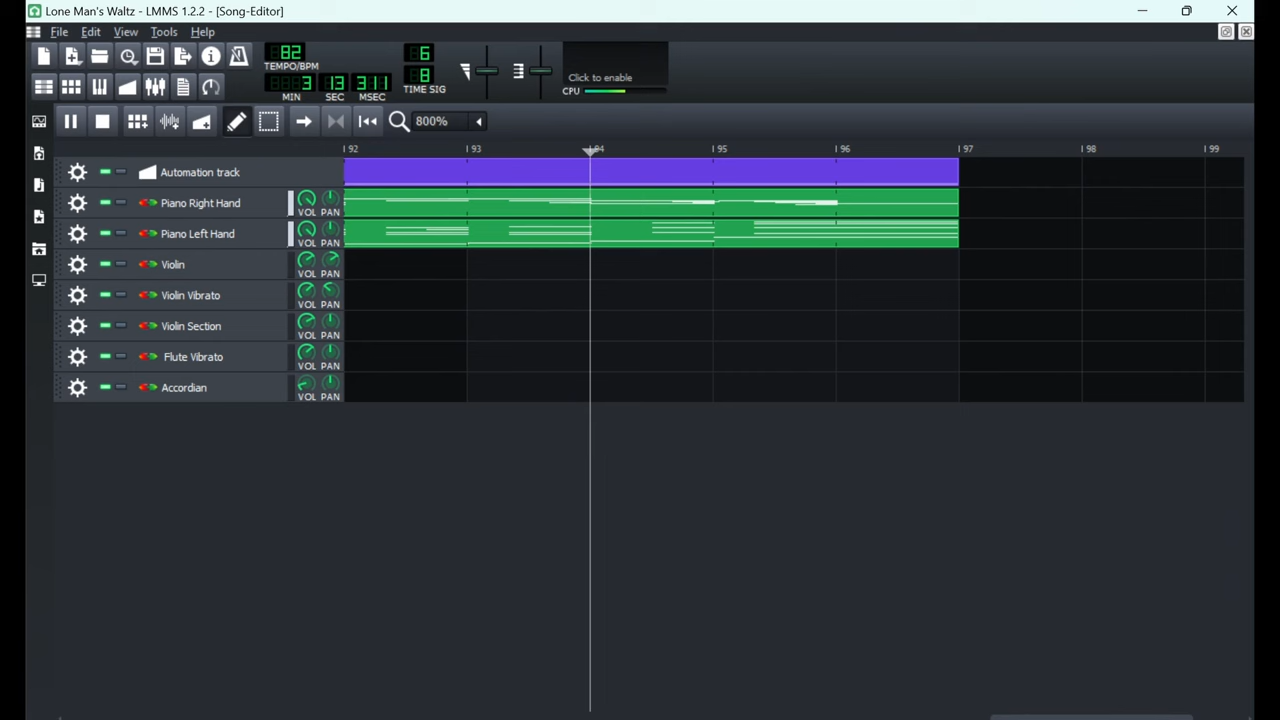 Lone Man's Waltz - LMMS 1.2.2 - [Song-Editor]
File Edit View Tools Help
82
TEMPO/BPM
3 13 311
MIN SEC MSEC
6
8
TIME SIG
Click to enable
CPU
800%
92 93 94 95 96 97 98 99
Automation track
Piano Right Hand VOL PAN
Piano Left Hand VOL PAN
Violin VOL PAN
Violin Vibrato VOL PAN
Violin Section VOL PAN
Flute Vibrato VOL PAN
Accordian VOL PAN